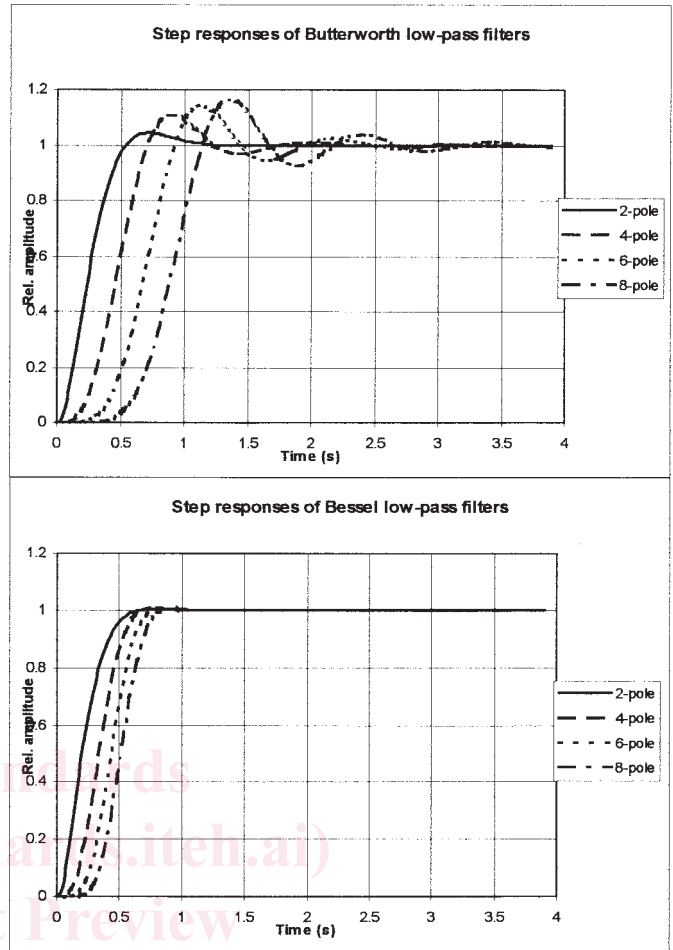 Step responses of Butterworth low-pass filters
1.2
1
0.8
0.6
0.4
0.2
0
Rel. amplitude
0 0.5 1 1.5 2 2.5 3 3.5 4
Time (s)
2-pole
4-pole
6-pole
8-pole
Step responses of Bessel low-pass filters
1.2
1
0.8
0.6
0.4
0.2
0
Rel. amplitude
0 0.5 1 1.5 2 2.5 3 3.5 4
Time (s)
2-pole
4-pole
6-pole
8-pole
ndards
ards.iteh.ai)
t Preview